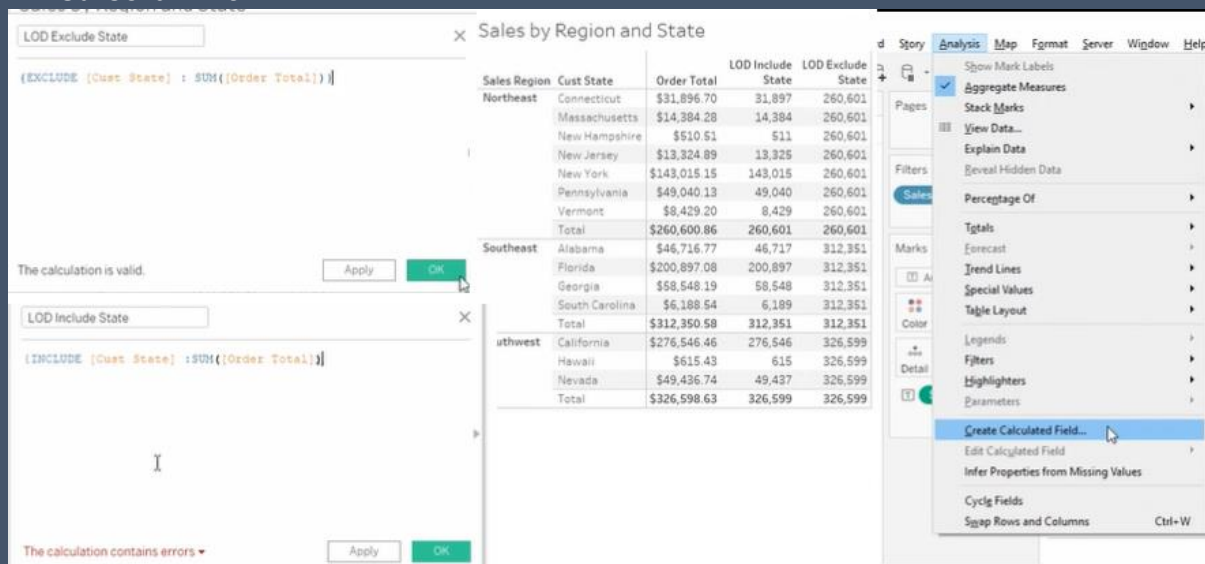 LOD Exclude State
{EXCLUDE [Cust State] : SUM([Order Total])}
The calculation is valid.
Apply
OK
LOD Include State
{INCLUDE [Cust State] :SUM([Order Total])
The calculation contains errors
Apply
OK
Sales by Region and State
LOD Include LOD Exclude
Sales Region Cust State Order Total State State
Northeast Connecticut $31,896.70 31,897 260,601
Massachusetts $14,384.28 14,384 260,601
New Hampshire $510.51 511 260,601
New Jersey $13,324.89 13,325 260,601
New York $143,015.15 143,015 260,601
Pennsylvania $49,040.13 49,040 260,601
Vermont $8,429.20 8,429 260,601
Total $260,600.86 260,601 260,601
Southeast Alabama $46,716.77 46,717 312,351
Florida $200,897.08 200,897 312,351
Georgia $58,548.19 58,548 312,351
South Carolina $6,188.54 6,189 312,351
Total $312,350.58 312,351 312,351
uthwest California $276,546.46 276,546 326,599
Hawaii $615.43 615 326,599
Nevada $49,436.74 49,437 326,599
Total $326,598.63 326,599 326,599
d Story Analysis Map Format Server Window Help
Pages
Filters
Sales
Marks
Color
Detail
Show Mark Labels
Aggregate Measures
Stack Marks
View Data...
Explain Data
Reveal Hidden Data
Percentage Of
Totals
Forecast
Trend Lines
Special Values
Table Layout
Legends
Filters
Highlighters
Parameters
Create Calculated Field...
Edit Calculated Field
Infer Properties from Missing Values
Cycle Fields
Swap Rows and Columns Ctrl+W